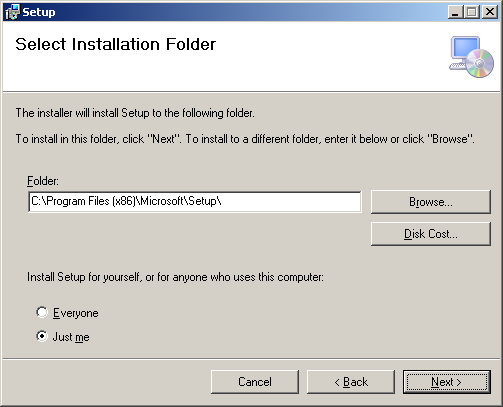 Setup
Select Installation Folder
The installer will install Setup to the following folder.
To install in this folder, click "Next". To install to a different folder, enter it below or click "Browse".
Folder:
C:\Program Files (x86)\Microsoft\Setup\
Browse...
Disk Cost...
Install Setup for yourself, or for anyone who uses this computer:
Everyone
Just me
Cancel
< Back
Next >